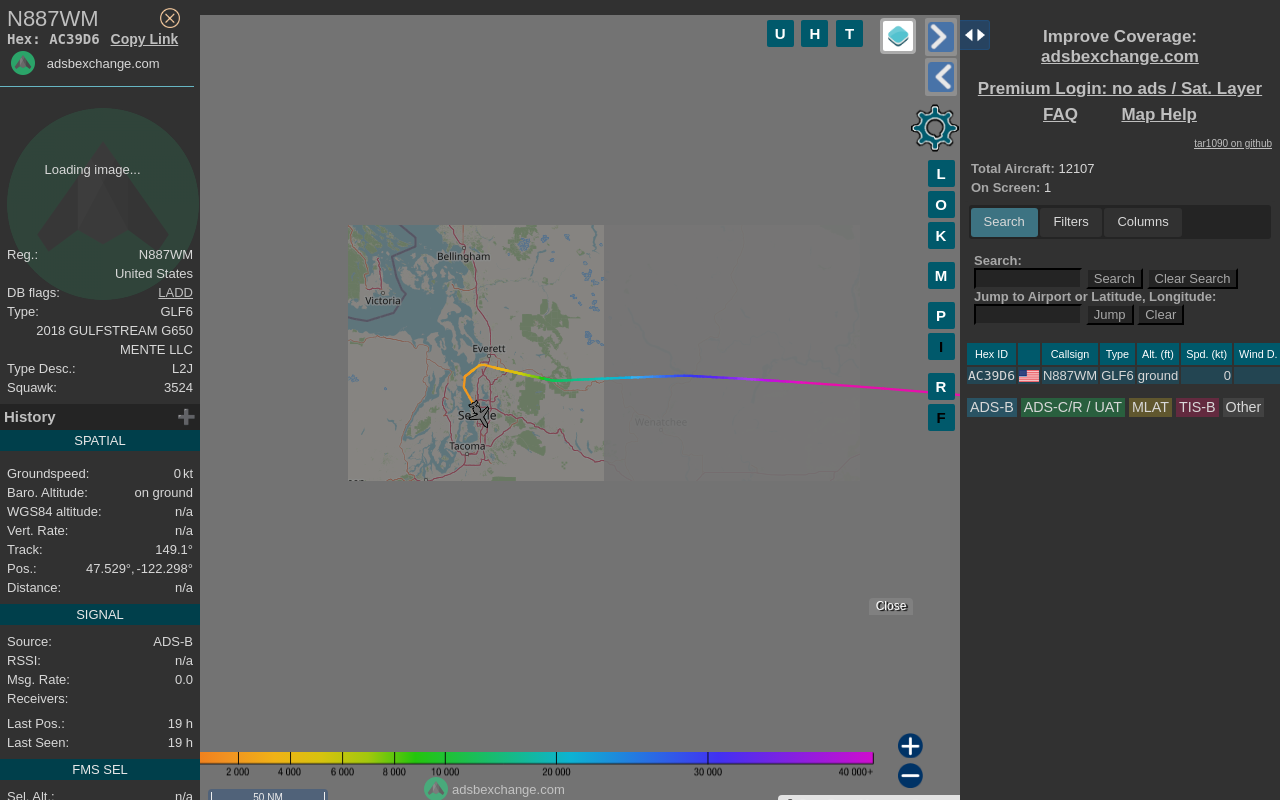 N887WM
Hex: AC39D6 Copy Link
adsbexchange.com
Loading image...
Reg.: N887WM
United States
DB flags: LADD
Type: GLF6
2018 GULFSTREAM G650
MENTE LLC
Type Desc.: L2J
Squawk: 3524
History
SPATIAL
Groundspeed: 0 kt
Baro. Altitude: on ground
WGS84 altitude: n/a
Vert. Rate: n/a
Track: 149.1°
Pos.: 47.529°, -122.298°
Distance: n/a
SIGNAL
Source: ADS-B
RSSI: n/a
Msg. Rate: 0.0
Receivers:
Last Pos.: 19 h
Last Seen: 19 h
FMS SEL
Sel. Alt.: n/a
U H T
L
O
K
M
P
I
R
F
Bellingham
Victoria
Everett
Tacoma
Wenatchee
Close
2 000 4 000 6 000 8 000 10 000 20 000 30 000 40 000+
adsbexchange.com
50 NM
Improve Coverage:
adsbexchange.com
Premium Login: no ads / Sat. Layer
FAQ Map Help
tar1090 on github
Total Aircraft: 12107
On Screen: 1
Search Filters Columns
Search:
Search Clear Search
Jump to Airport or Latitude, Longitude:
Jump Clear
Hex ID Callsign Type Alt. (ft) Spd. (kt) Wind D.
AC39D6 N887WM GLF6 ground 0
ADS-B ADS-C/R / UAT MLAT TIS-B Other